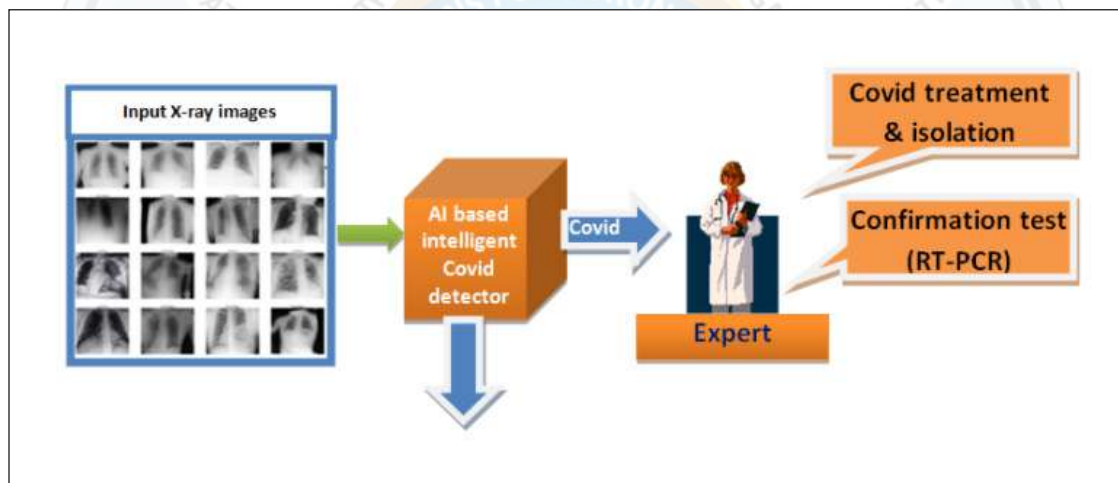 Input X-ray images
AI based
intelligent
Covid
detector
Covid
Expert
Covid treatment
& isolation
Confirmation test
(RT-PCR)